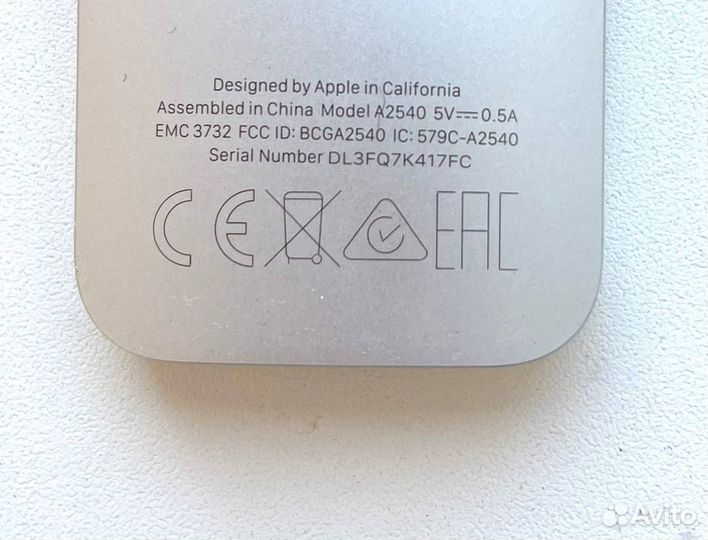 Designed by Apple in California
Assembled in China Model A2540 5V⎓0.5A
EMC 3732 FCC ID: BCGA2540 IC: 579C-A2540
Serial Number DL3FQ7K417FC
CE EAC
Avito